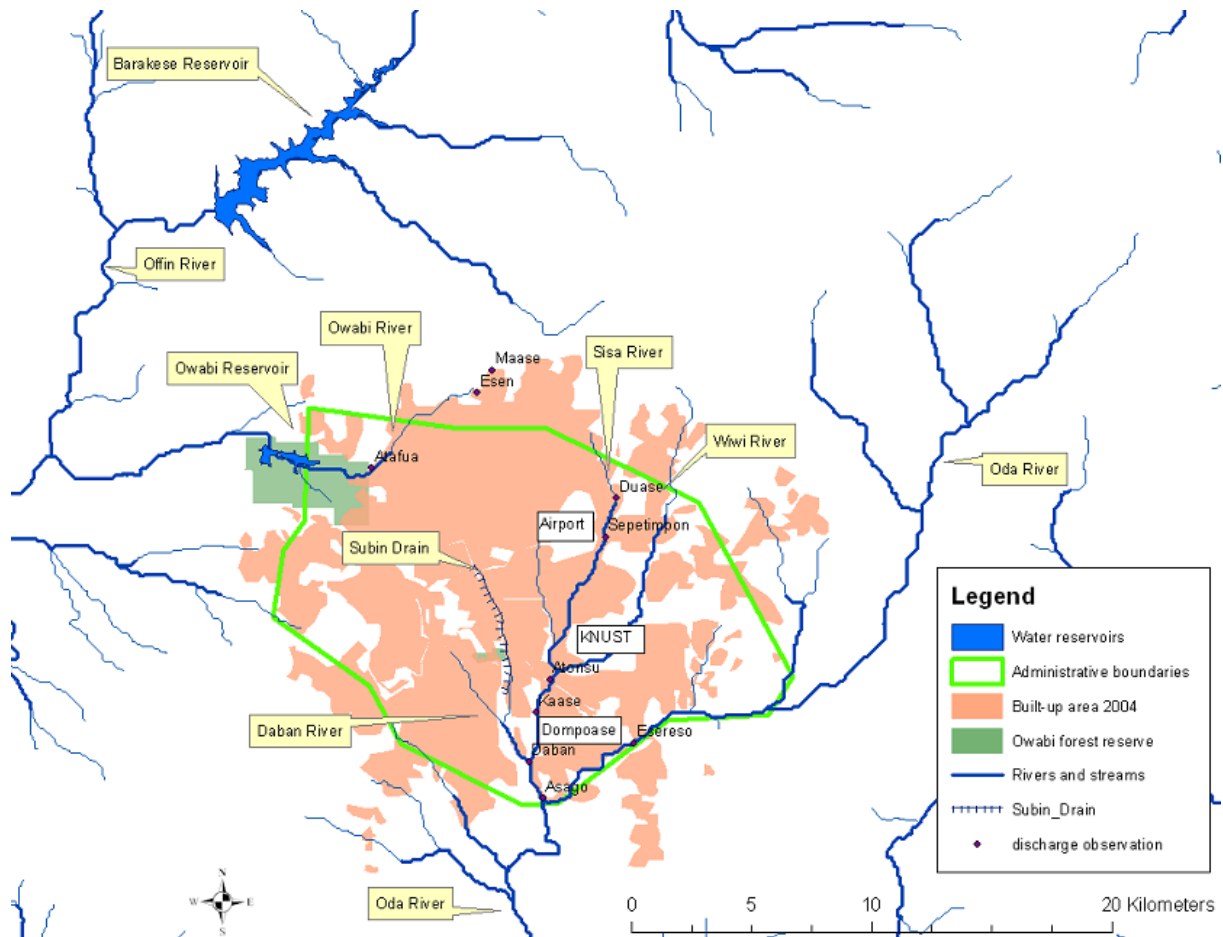 Barakese Reservoir
Offin River
Owabi River
Owabi Reservoir
Sisa River
Maase
Esen
Wiwi River
Atafua
Oda River
Duase
Airport
Sepetimpon
Subin Drain
KNUST
Atonsu
Kaase
Daban River
Dompoase
Esereso
Daban
Asago
Oda River
Legend
Water reservoirs
Administrative boundaries
Built-up area 2004
Owabi forest reserve
Rivers and streams
Subin_Drain
discharge observation
N
W E
S
0 5 10 20 Kilometers